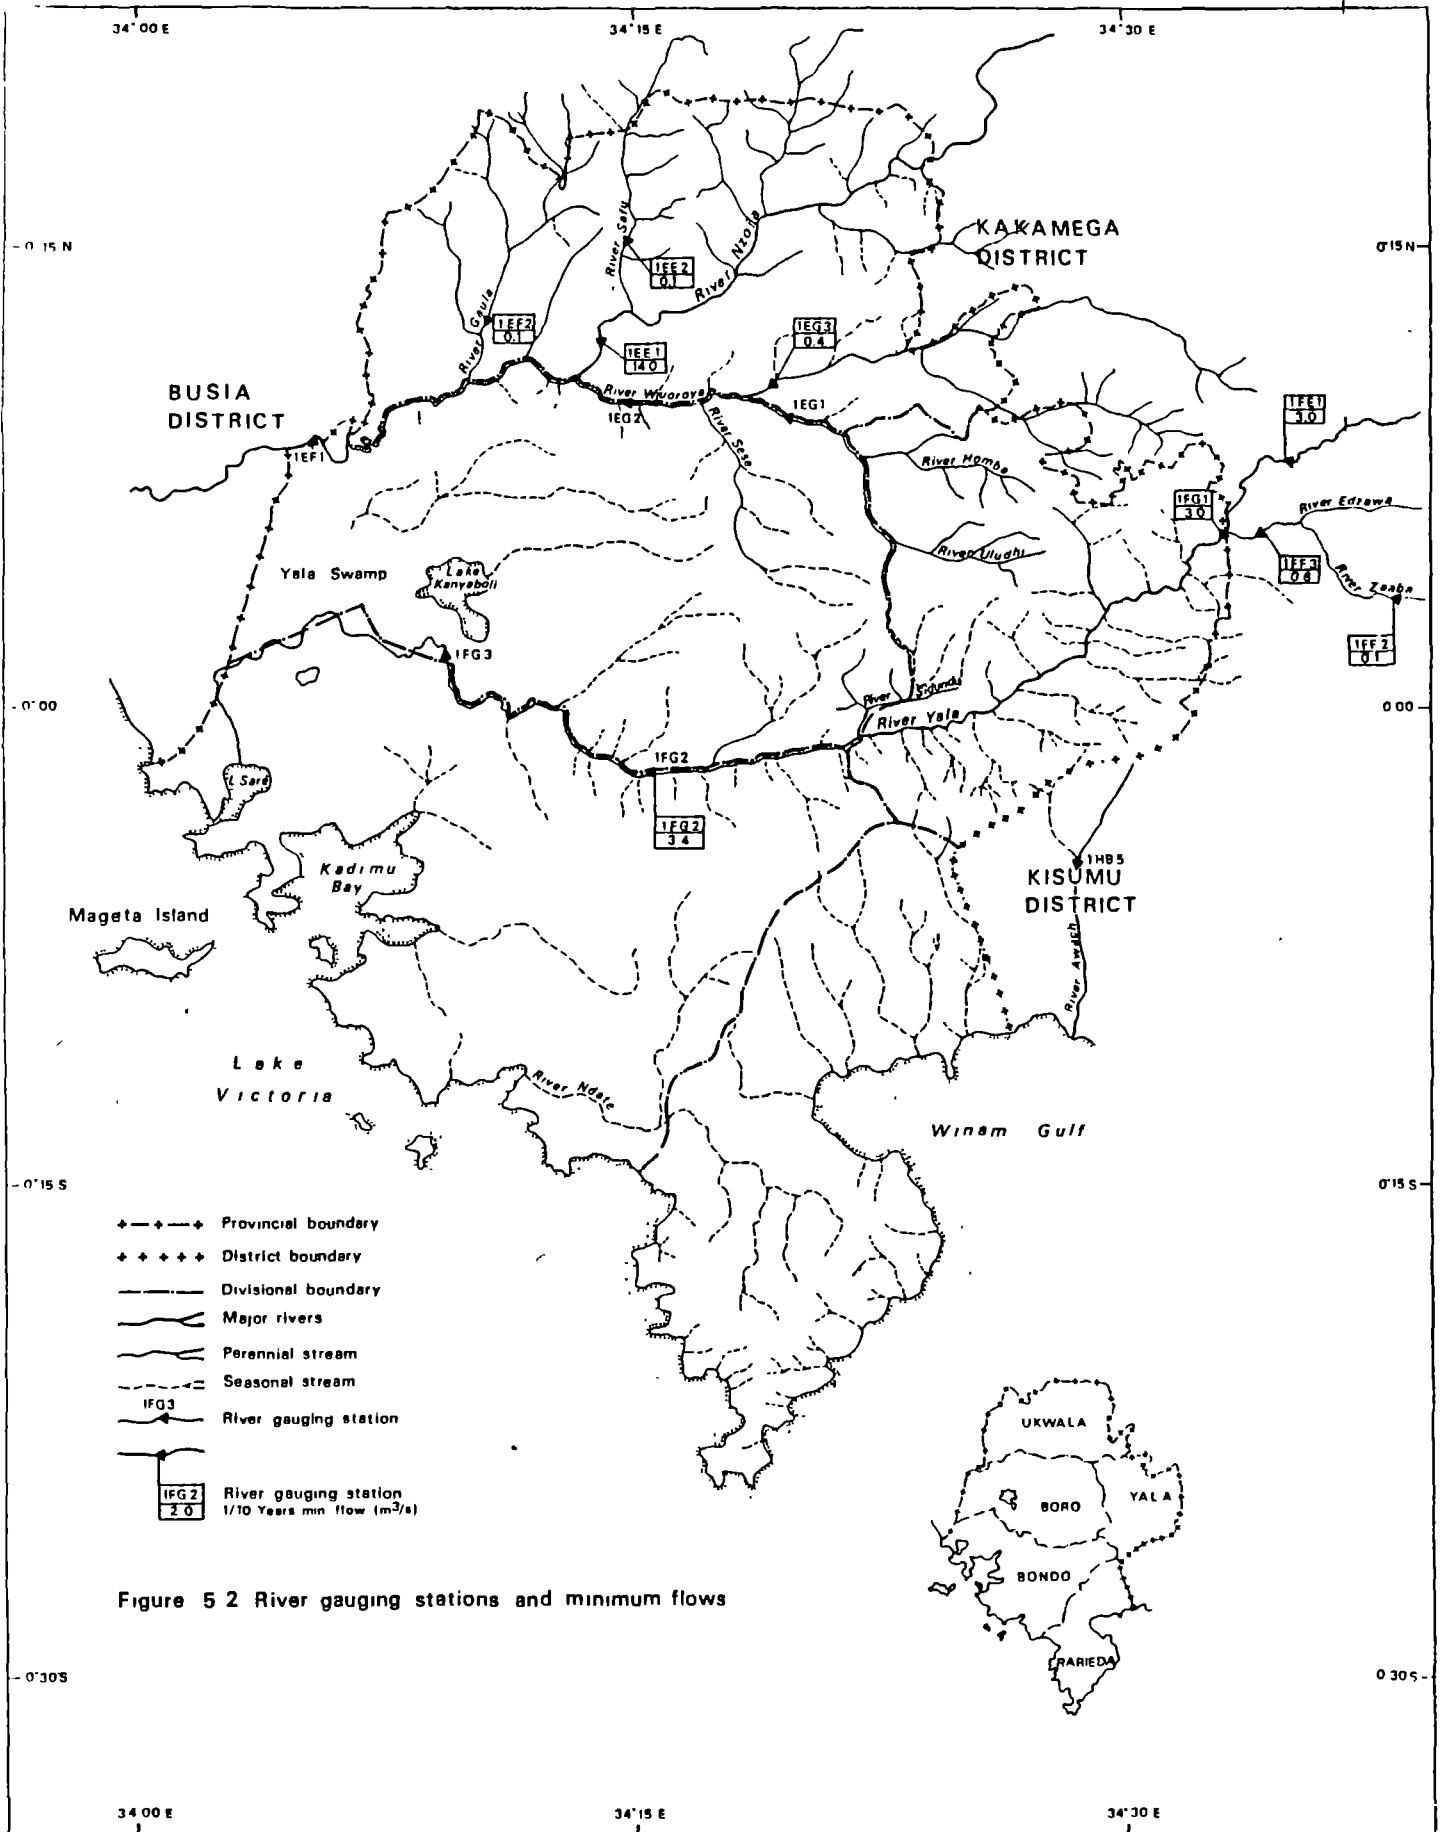 34°00 E
34°15 E
34°30 E
0 15 N
0°15N
KAKAMEGA
DISTRICT
River Nzoia
1EE2
0.1
1EF2
0.1
1EG3
0.4
1EE1
14 0
River Wuoroya
BUSIA
DISTRICT
1EG2
1EG1
1FE1
3.0
1EF1
River Sese
1FG1
3 0
River Edzawa
River Uludhi
Yala Swamp
Lake
Kanyaboli
1FF3
0 6
River Zaaba
1FF2
0 1
1FG3
River Sigundu
River Yala
0°00
0 00
1FG2
L Sare
1FG2
3 4
Kadimu
Bay
1HB5
KISUMU
DISTRICT
Mageta Island
River Awach
Lake
Victoria
River Ndate
Winam Gulf
0°15 S
0°15 S
Provincial boundary
District boundary
Divisional boundary
Major rivers
Perennial stream
Seasonal stream
1FG3
River gauging station
1FG2
2 0
River gauging station
1/10 Years min flow (m³/s)
UKWALA
BORO
YALA
BONDO
RARIEDA
Figure 5 2 River gauging stations and minimum flows
0°30S
0 30S
34 00 E
34°15 E
34°30 E